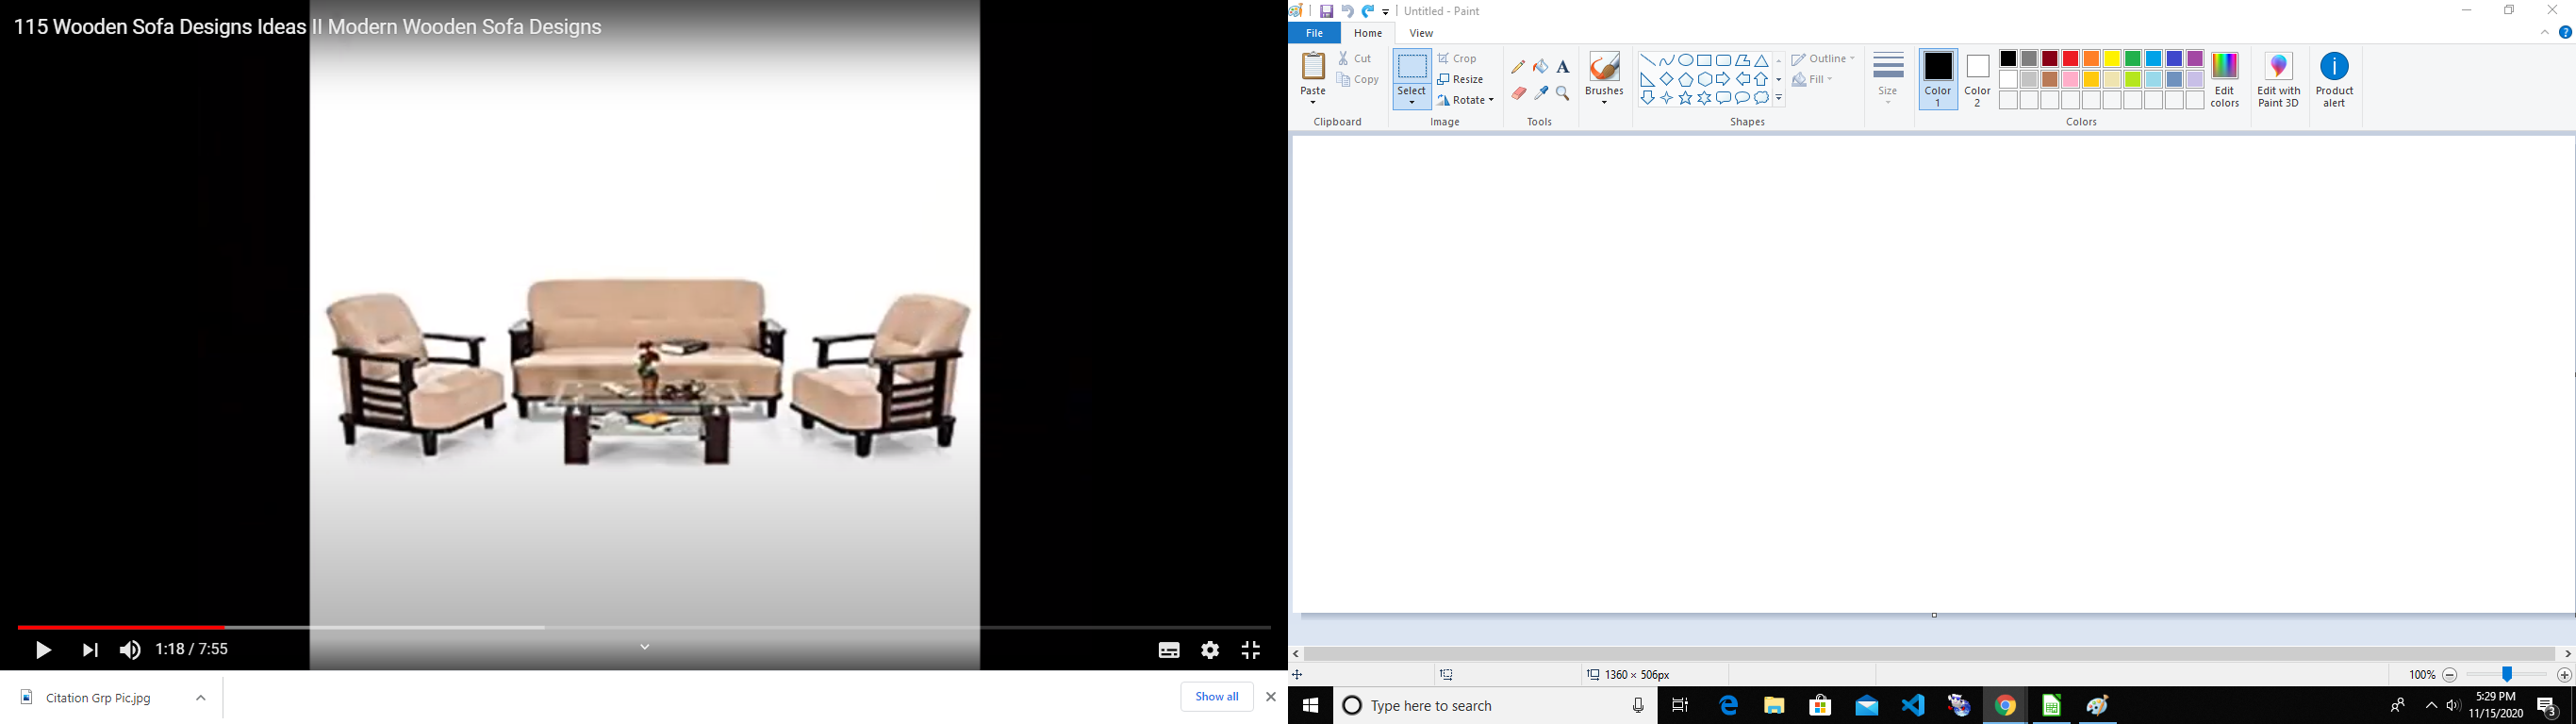 115 Wooden Sofa Designs Ideas II Modern Wooden Sofa Designs
1:18 / 7:55
Citation Grp Pic.jpg
Show all
Untitled - Paint
File
Home
View
Paste
Cut
Copy
Clipboard
Select
Crop
Resize
Rotate
Image
A
Tools
Brushes
Outline
Fill
Shapes
Size
Color
1
Color
2
Edit
colors
Colors
Edit with
Paint 3D
Product
alert
1360 × 506px
100%
Type here to search
5:29 PM
11/15/2020
3